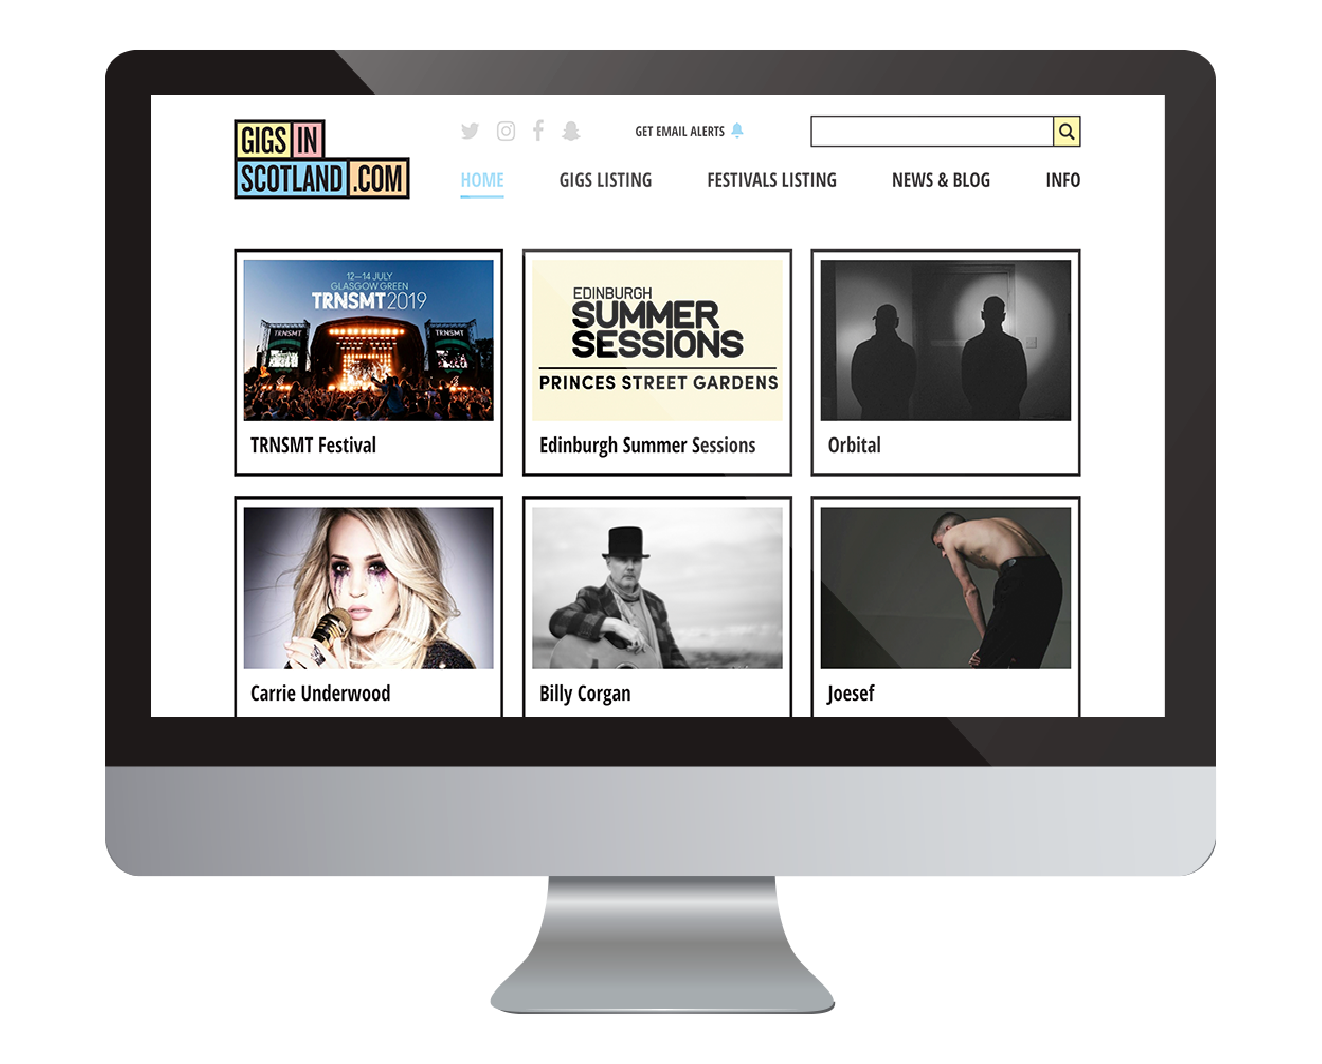 GIGS IN
SCOTLAND .COM
GET EMAIL ALERTS
HOME
GIGS LISTING
FESTIVALS LISTING
NEWS & BLOG
INFO
12—14 JULY
GLASGOW GREEN
TRNSMT2019
TRNSMT
TRNSMT
TRNSMT Festival
EDINBURGH
SUMMER
SESSIONS
PRINCES STREET GARDENS
Edinburgh Summer Sessions
Orbital
Carrie Underwood
Billy Corgan
Joesef